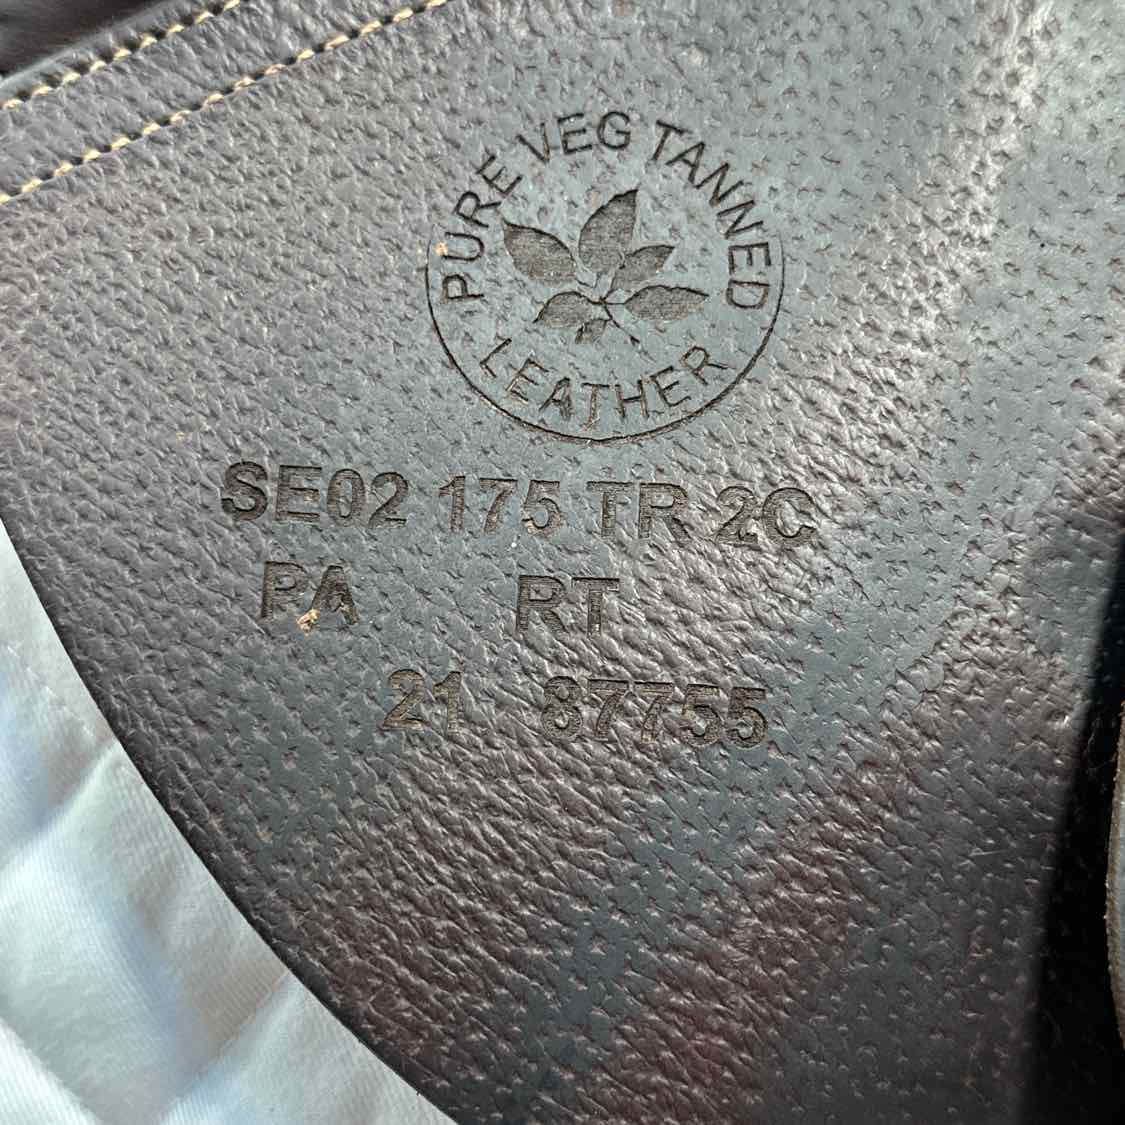 PURE VEG TANNED
LEATHER
SE02 175 TR 2C
PA RT
21 87755